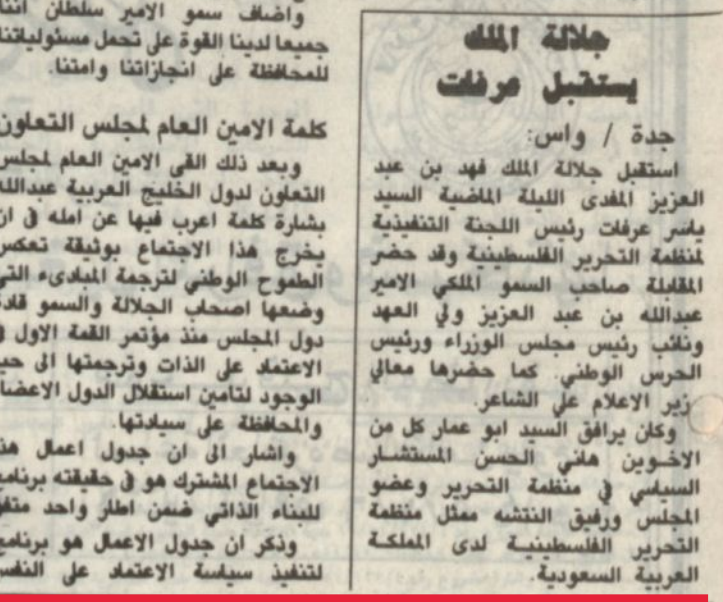 جلالة الملك
يستقبل عرفات
جدة / واس:
استقبل جلالة الملك فهد بن عبد
العزيز المفدى الليلة الماضية السيد
ياسر عرفات رئيس اللجنة التنفيذية
لمنظمة التحرير الفلسطينية وقد حضر
المقابلة صاحب السمو الملكي الامير
عبدالله بن عبد العزيز ولي العهد
ونائب رئيس مجلس الوزراء ورئيس
الحرس الوطني. كما حضرها معالي
زير الاعلام علي الشاعر.
وكان يرافق السيد ابو عمار كل من
الاخوين هاني الحسن المستشار
السياسي في منظمة التحرير وعضو
المجلس ورفيق النتشه ممثل منظمة
التحرير الفلسطينية لدى المملكة
العربية السعودية.
واضاف سمو الامير سلطان اننا
جميعا لدينا القوة على تحمل مسئولياتنا
للمحافظة على انجازاتنا وامتنا.
كلمة الامين العام لمجلس التعاون
وبعد ذلك القى الامين العام لمجلس
التعاون لدول الخليج العربية عبدالله
بشارة كلمة اعرب فيها عن امله في ان
يخرج هذا الاجتماع بوثيقة تعكس
الطموح الوطني لترجمة المبادىء التي
وضعها اصحاب الجلالة والسمو قادة
دول المجلس منذ مؤتمر القمة الاول في
الاعتماد على الذات وترجمتها الى حيـ
الوجود لتامين استقلال الدول الاعضا
والمحافظة على سيادتها.
واشار الى ان جدول اعمال هذ
الاجتماع المشترك هو في حقيقته برنامج
للبناء الذاتي ضمن اطار واحد متفق
وذكر ان جدول الاعمال هو برنامج
لتنفيذ سياسة الاعتماد على النفس